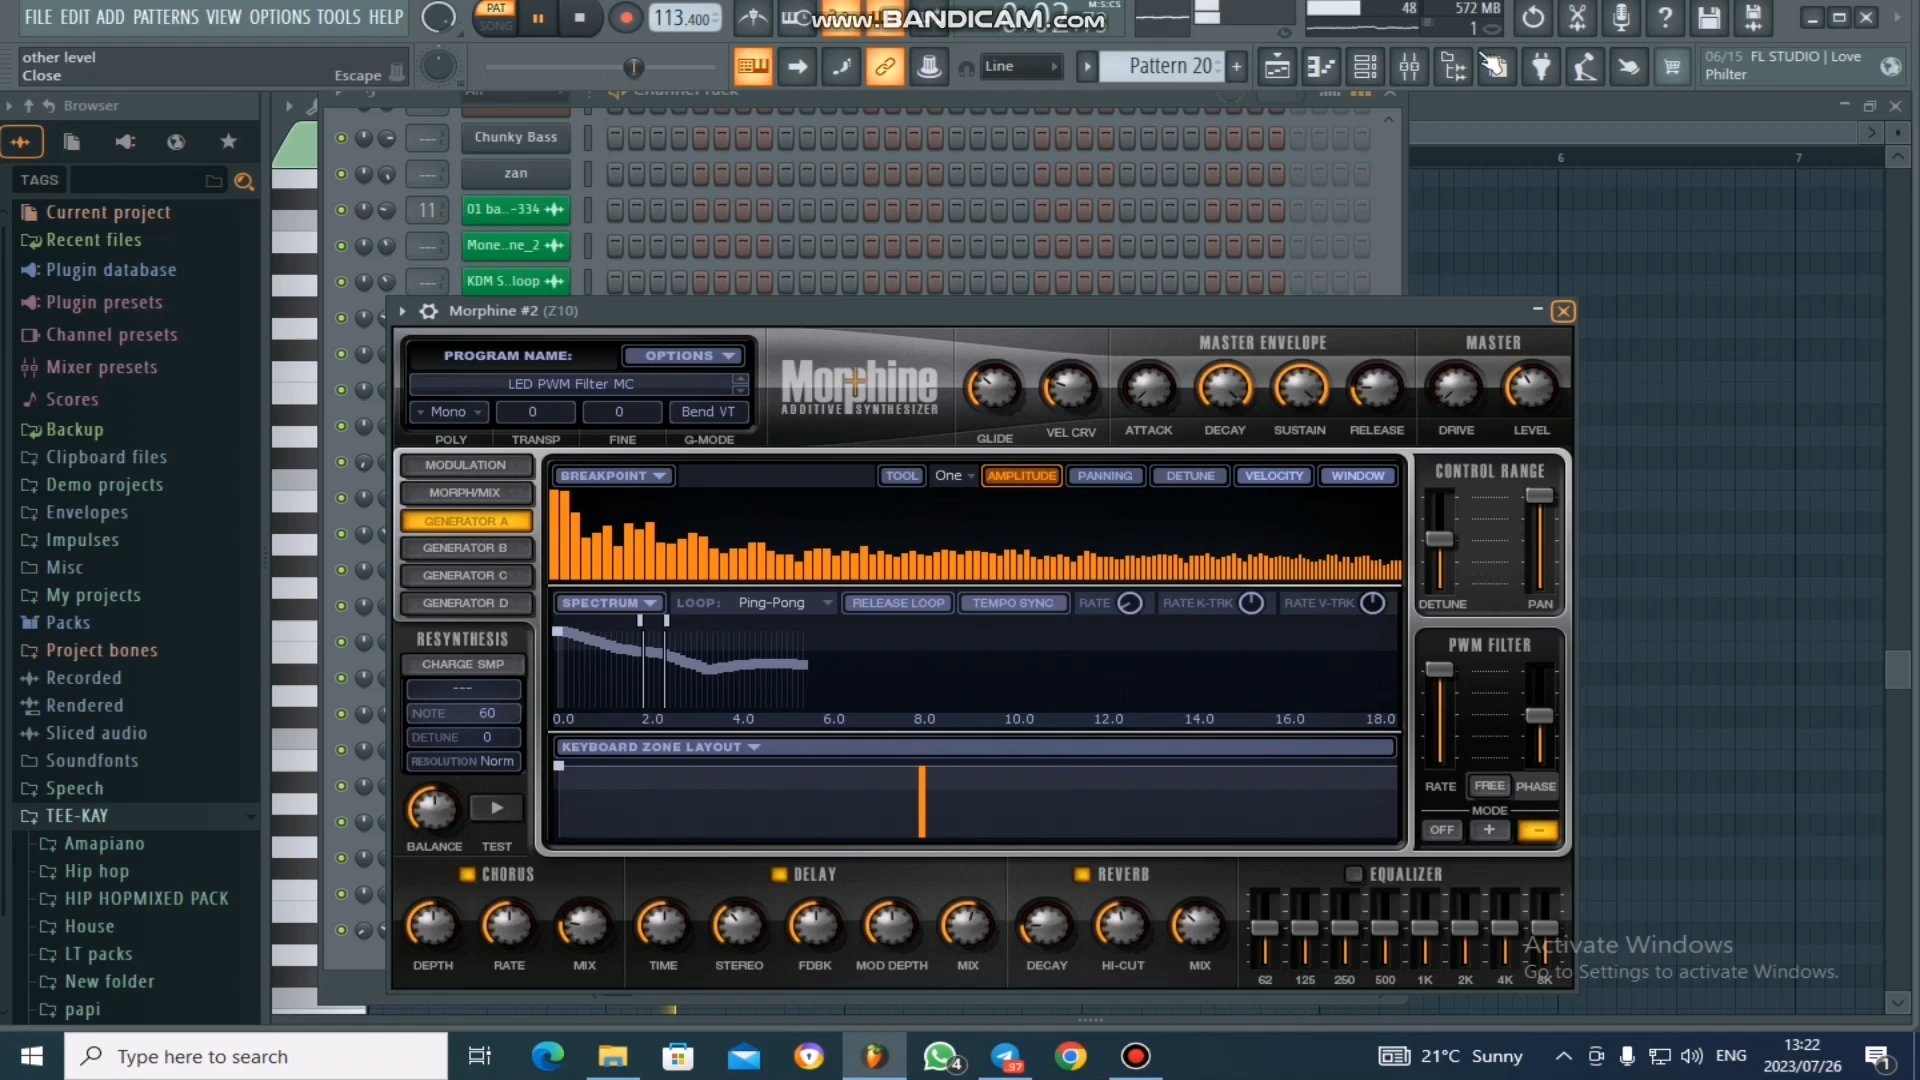 FILE EDIT ADD PATTERNS VIEW OPTIONS TOOLS HELP
PAT
SONG
113.400
www.BANDICAM.com
M:S:CS
48
572 MB
1
other level
Close
Escape
Line
Pattern 20
+
06/15 FL STUDIO | Love
Philter
Browser
TAGS
Current project
Recent files
Plugin database
Plugin presets
Channel presets
Mixer presets
Scores
Backup
Clipboard files
Demo projects
Envelopes
Impulses
Misc
My projects
Packs
Project bones
Recorded
Rendered
Sliced audio
Soundfonts
Speech
TEE-KAY
Amapiano
Hip hop
HIP HOPMIXED PACK
House
LT packs
New folder
papi
All
Channel rack
--- Chunky Bass
--- zan
11 01 ba..-334
--- Mone..ne_2
--- KDM S..loop
6 7
Morphine #2 (Z10)
PROGRAM NAME: OPTIONS
LED PWM Filter MC
Mono 0 0 Bend VT
POLY TRANSP FINE G-MODE
Morphine
ADDITIVE SYNTHESIZER
GLIDE VEL CRV
MASTER ENVELOPE
ATTACK DECAY SUSTAIN RELEASE
MASTER
DRIVE LEVEL
MODULATION
MORPH/MIX
GENERATOR A
GENERATOR B
GENERATOR C
GENERATOR D
RESYNTHESIS
CHARGE SMP
---
NOTE 60
DETUNE 0
RESOLUTION Norm
BALANCE TEST
BREAKPOINT TOOL One AMPLITUDE PANNING DETUNE VELOCITY WINDOW
SPECTRUM LOOP: Ping-Pong RELEASE LOOP TEMPO SYNC RATE RATE K-TRK RATE V-TRK
0.0 2.0 4.0 6.0 8.0 10.0 12.0 14.0 16.0 18.0
KEYBOARD ZONE LAYOUT
CONTROL RANGE
DETUNE PAN
PWM FILTER
RATE FREE PHASE
MODE
OFF + -
CHORUS
DEPTH RATE MIX
DELAY
TIME STEREO FDBK MOD DEPTH MIX
REVERB
DECAY HI-CUT MIX
EQUALIZER
62 125 250 500 1K 2K 4K 8K
Activate Windows
Go to Settings to activate Windows.
Type here to search
4
97
21°C Sunny
ENG
13:22
2023/07/26
1